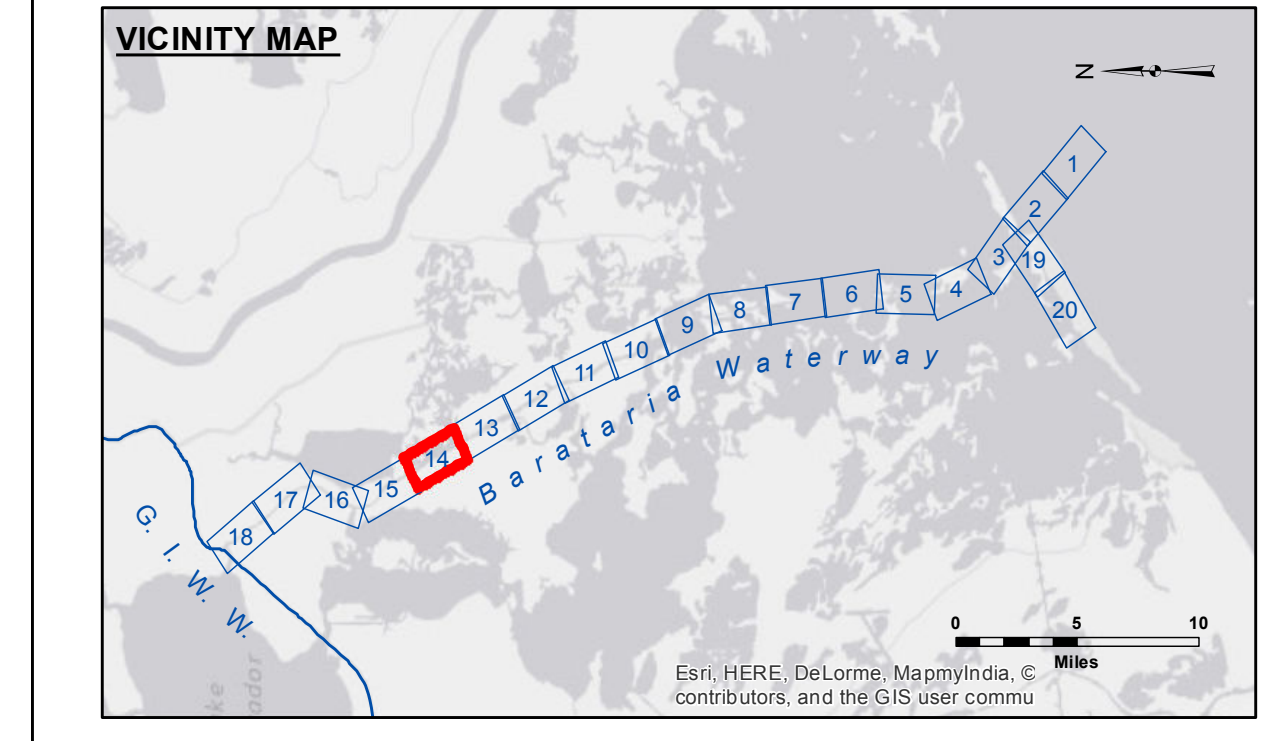 VICINITY MAP
N
1
2
3
19
4
20
5
6
7
8
9
10
11
12
13
14
15
16
17
18
Barataria Waterway
G. I. W. W.
0 5 10
Miles
Esri, HERE, DeLorme, MapmyIndia, ©
contributors, and the GIS user commu
ake
ador